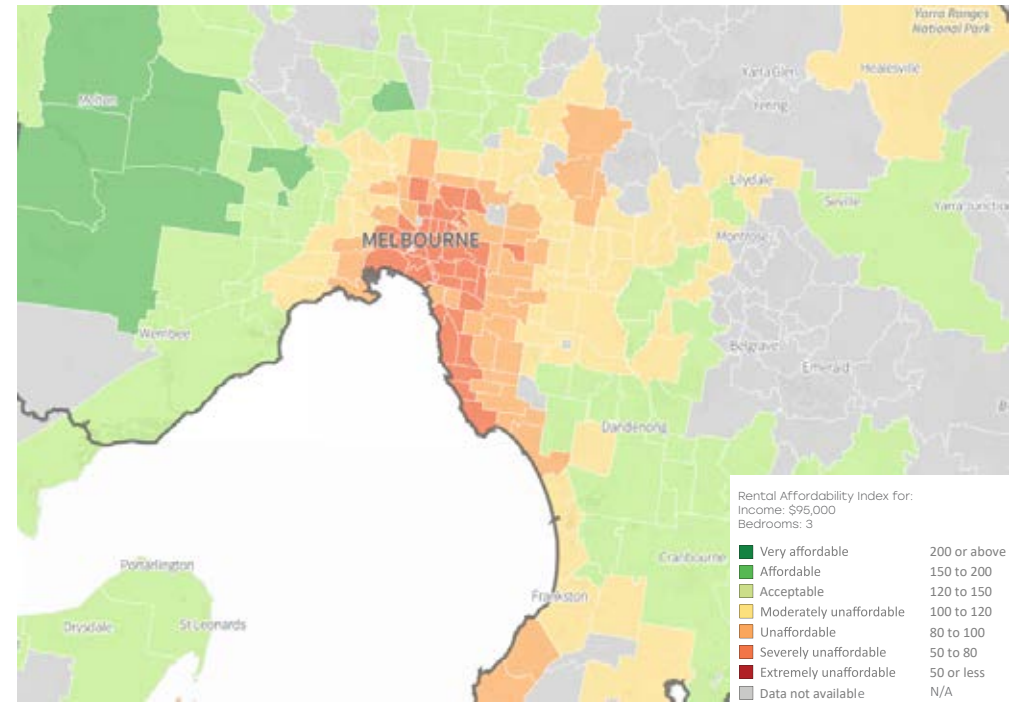 Yarra Ranges
National Park
Healesville
Yarra Glen
Yering
Melton
Lilydale
Seville
Yarra Junction
Montrose
MELBOURNE
Werribee
Belgrave
Emerald
Dandenong
Cranbourne
Portarlington
Frankston
Drysdale
St Leonards
Rental Affordability Index for:
Income: $95,000
Bedrooms: 3
Very affordable 200 or above
Affordable 150 to 200
Acceptable 120 to 150
Moderately unaffordable 100 to 120
Unaffordable 80 to 100
Severely unaffordable 50 to 80
Extremely unaffordable 50 or less
Data not available N/A